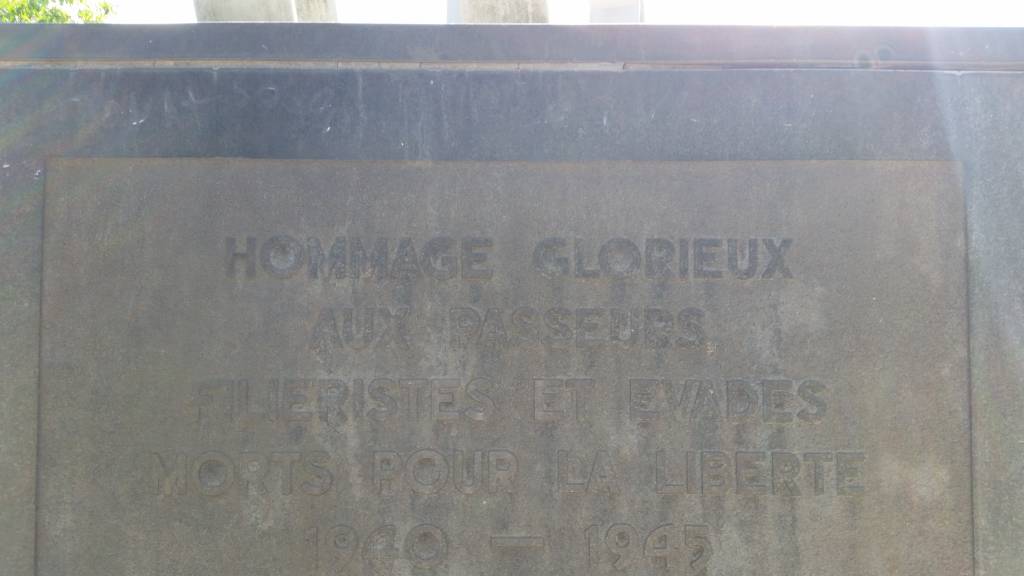 HOMMAGE GLORIEUX
AUX PASSEURS
FILIERISTES ET EVADES
MORTS POUR LA LIBERTE
1940 — 1945